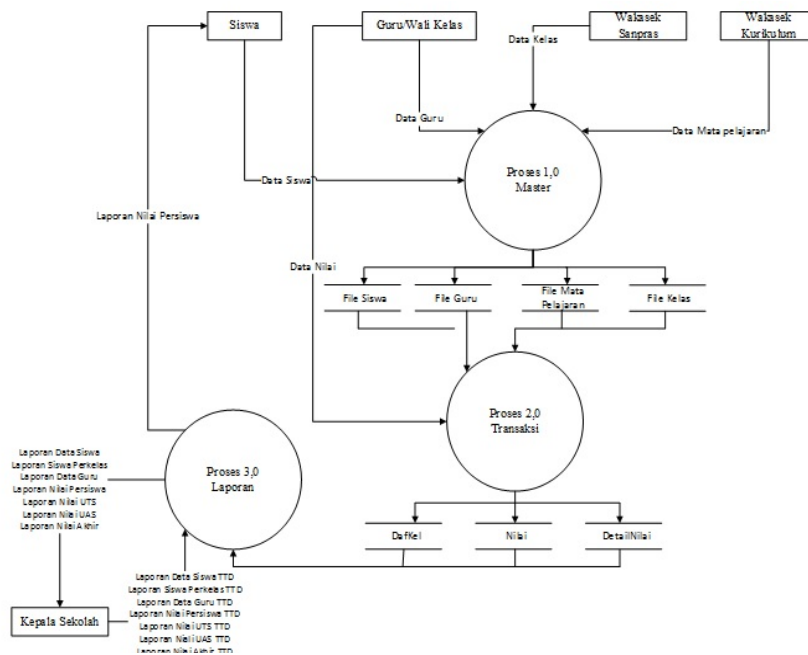 Siswa
Guru/Wali Kelas
Wakasek
Sanpras
Wakasek
Kurikulum
Data Kelas
Data Guru
Data Mata pelajaran
Proses 1,0
Master
Data Siswa
Laporan Nilai Persiswa
Data Nilai
File Siswa
File Guru
File Mata
Pelajaran
File Kelas
Proses 2,0
Transaksi
Proses 3,0
Laporan
Laporan Data Siswa
Laporan Siswa Perkelas
Laporan Data Guru
Laporan Nilai Persiswa
Laporan Nilai UTS
Laporan Nilai UAS
Laporan Nilai Akhir
DafKel
Nilai
DetailNilai
Kepala Sekolah
Laporan Data Siswa TTD
Laporan Siswa Perkelas TTD
Laporan Data Guru TTD
Laporan Nilai Persiswa TTD
Laporan Nilai UTS TTD
Laporan Nilai UAS TTD
Laporan Nilai Akhir TTD